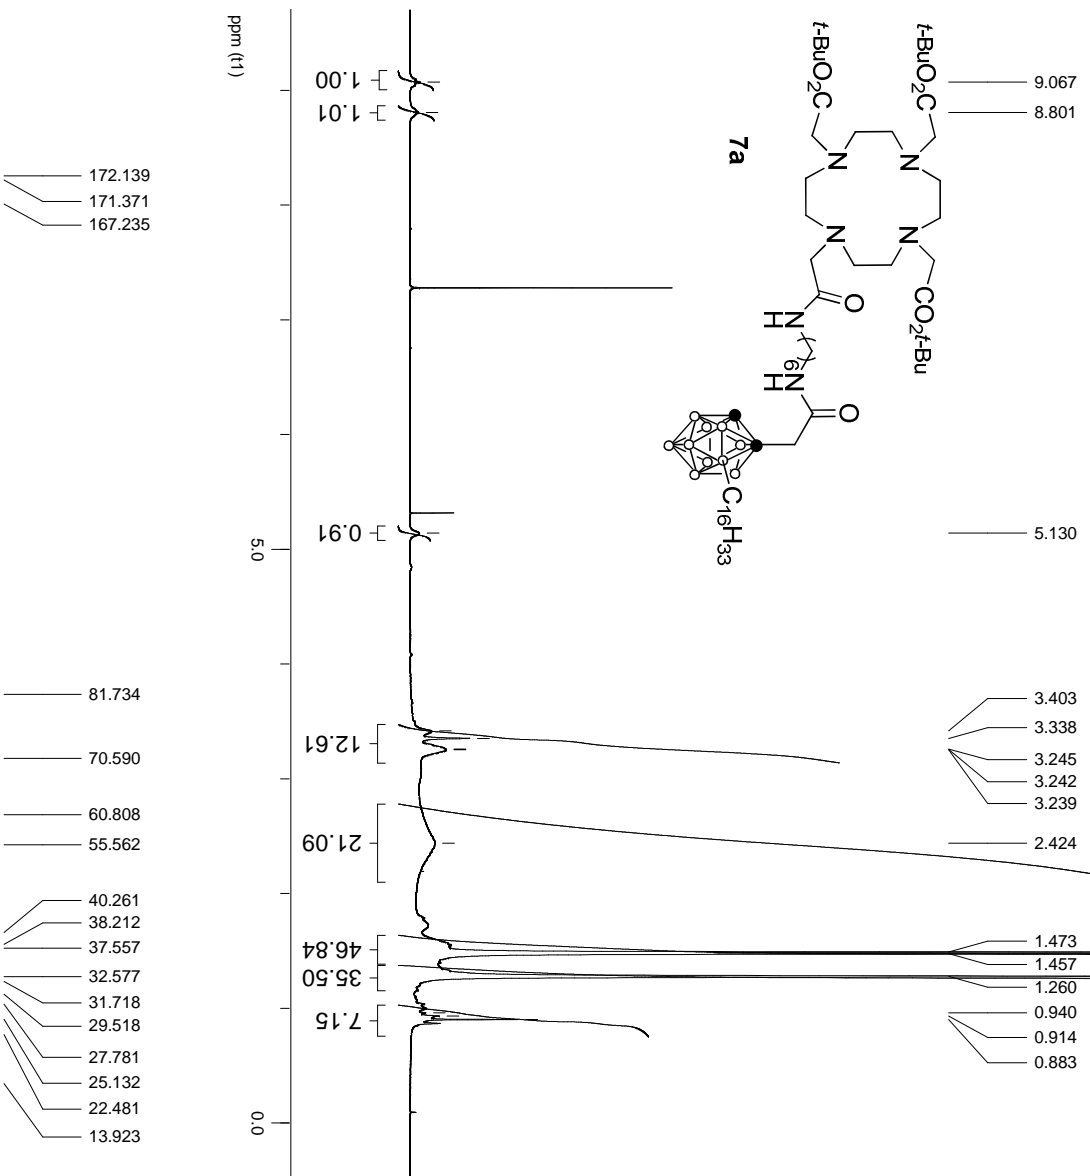 t-BuO2C
t-BuO2C
N
N
N
N
CO2t-Bu
7a
O
N
H
( )6
N
H
O
C16H33
9.067
8.801
5.130
3.403
3.338
3.245
3.242
3.239
2.424
1.473
1.457
1.260
0.940
0.914
0.883
1.00
1.01
0.91
12.61
21.09
46.84
35.50
7.15
ppm (t1)
5.0
0.0
172.139
171.371
167.235
81.734
70.590
60.808
55.562
40.261
38.212
37.557
32.577
31.718
29.518
27.781
25.132
22.481
13.923